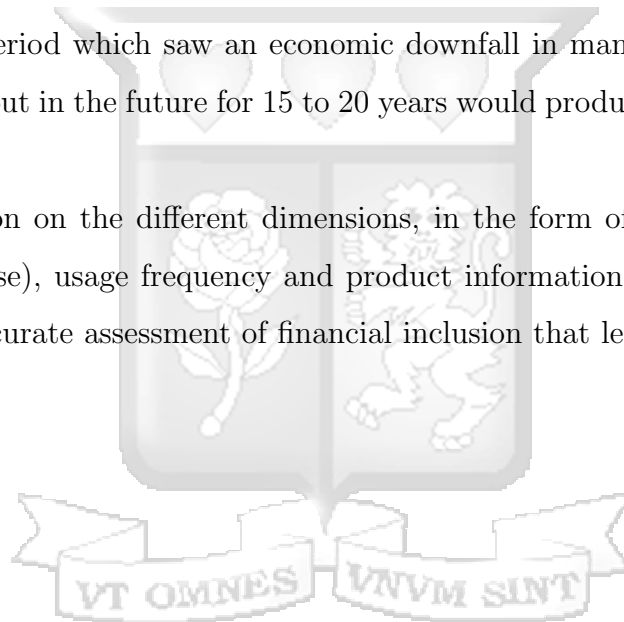 eriod which saw an economic downfall in man
out in the future for 15 to 20 years would produ
on on the different dimensions, in the form of
se), usage frequency and product information
curate assessment of financial inclusion that le
VT OMNES VNVM SINT